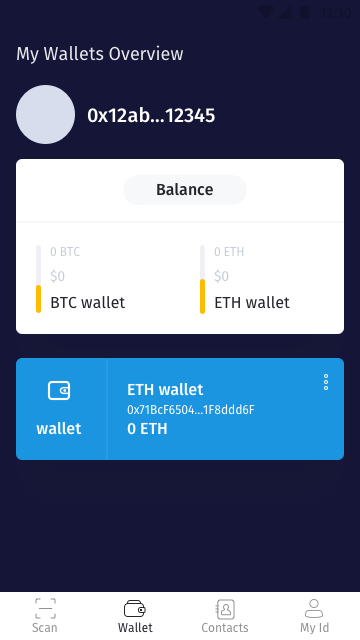 12:30
My Wallets Overview
0x12ab...12345
Balance
0 BTC
$0
BTC wallet
0 ETH
$0
ETH wallet
wallet
ETH wallet
0x71BcF6504...1F8ddd6F
0 ETH
Scan
Wallet
Contacts
My Id